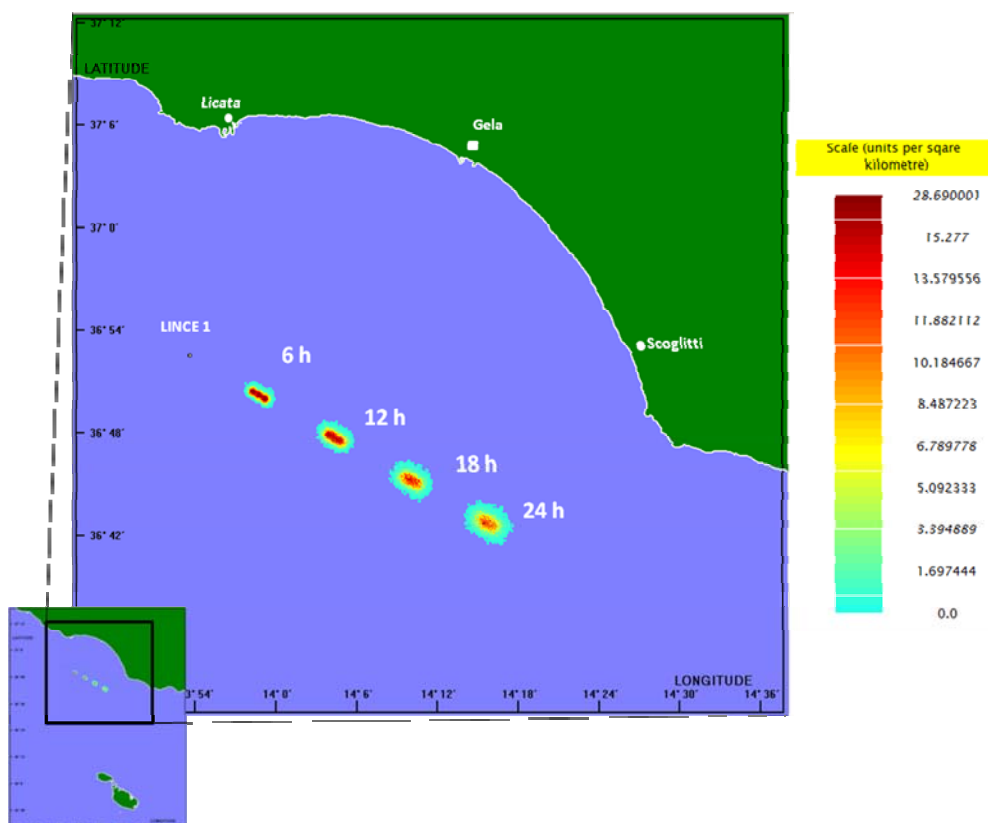 37° 12'
LATITUDE
Licata
37° 6'
Gela
Scale (units per sqare
kilometre)
28.690001
37° 0'
15.277
13.579556
36° 54'
LINCE 1
11.882112
Scoglitti
6 h
10.184667
12 h
8.487223
36° 48'
6.789778
18 h
5.092333
24 h
3.394889
36° 42'
1.697444
0.0
LONGITUDE
3° 54'
14° 0'
14° 6'
14° 12'
14° 18'
14° 24'
14° 30'
14° 36'